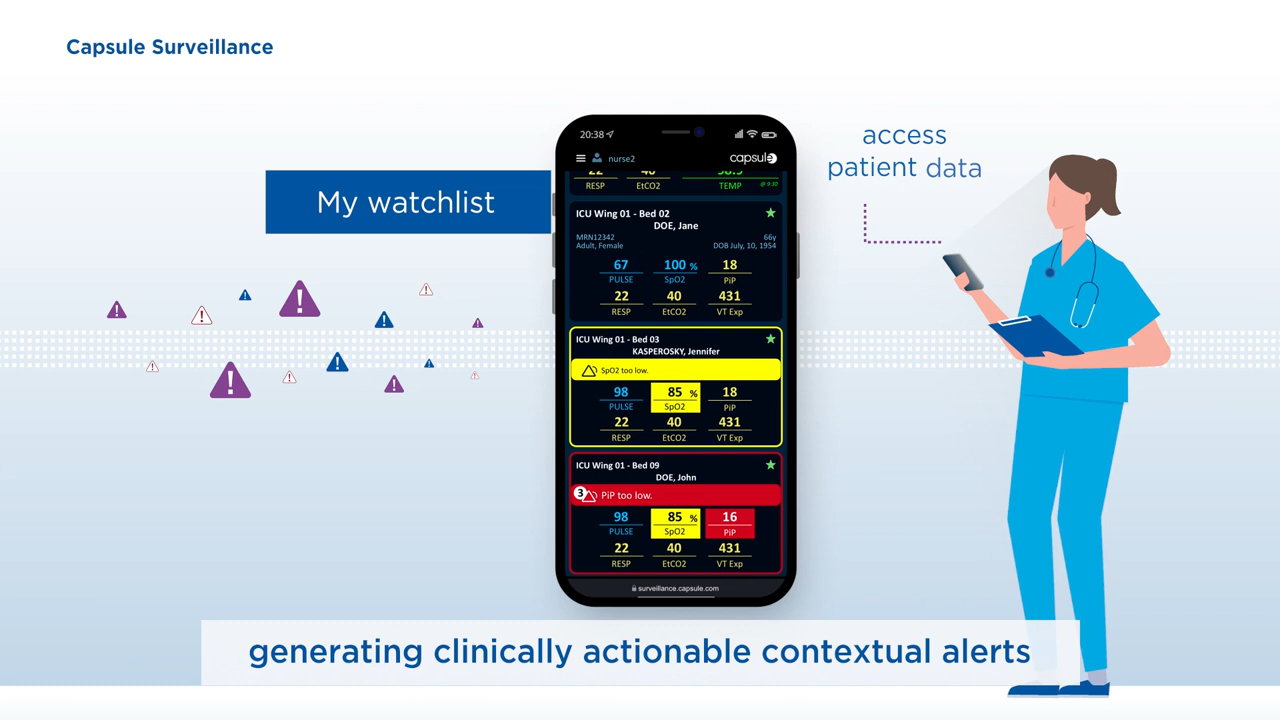 Capsule Surveillance
My watchlist
20:38
nurse2
capsule
RESP EtCO2 TEMP @ 9:30
ICU Wing 01 - Bed 02
DOE, Jane
MRN12342 66y
Adult, Female DOB July, 10, 1954
67 100 % 18
PULSE SpO2 PiP
22 40 431
RESP EtCO2 VT Exp
ICU Wing 01 - Bed 03
KASPEROSKY, Jennifer
SpO2 too low.
98 85 % 18
PULSE SpO2 PiP
22 40 431
RESP EtCO2 VT Exp
ICU Wing 01 - Bed 09
DOE, John
3 PiP too low.
98 85 % 16
PULSE SpO2 PiP
22 40 431
RESP EtCO2 VT Exp
surveillance.capsule.com
access
patient data
generating clinically actionable contextual alerts